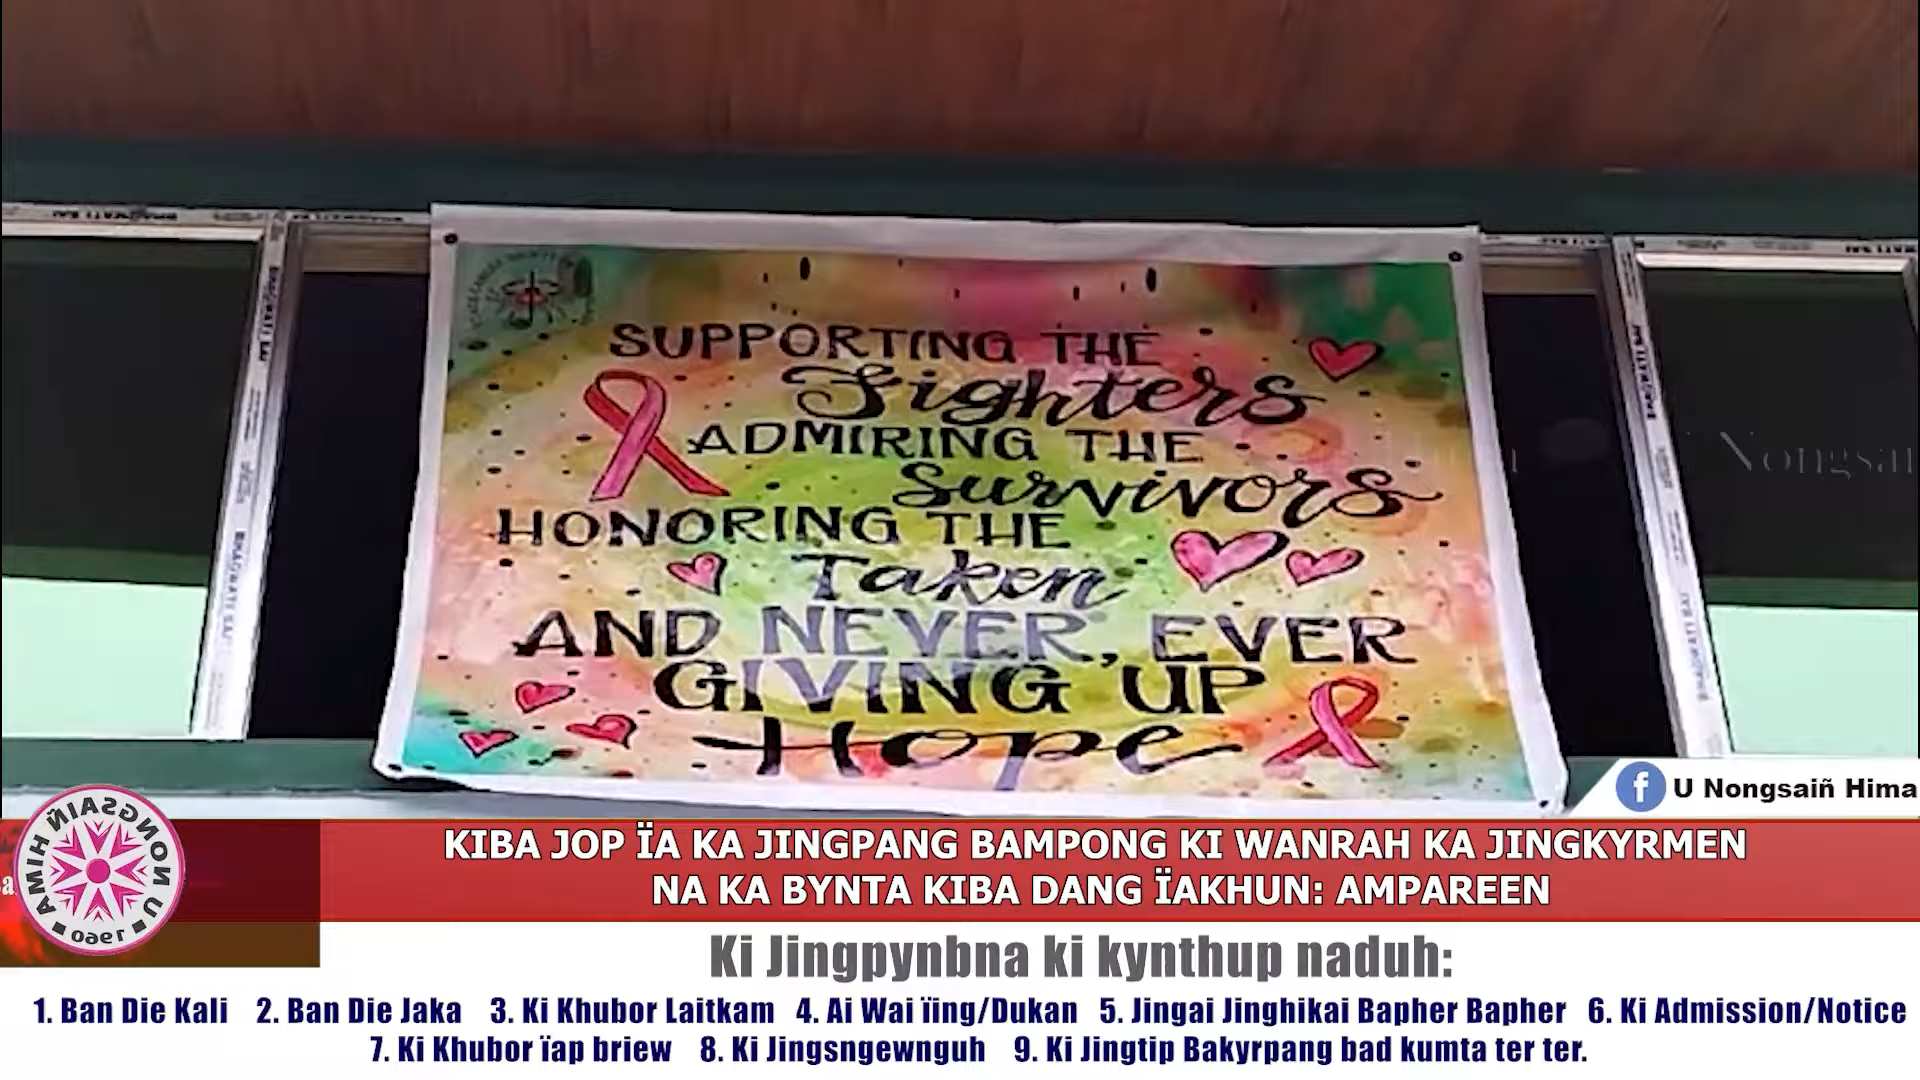 SUPPORTING THE
Fighters
ADMIRING THE
Survivors
HONORING THE
Taken
AND NEVER, EVER
GIVING UP
Hope
U Nongsai
U Nongsaiñ Hima
U NONGSAIÑ HIMA
1960
KIBA JOP ÏA KA JINGPANG BAMPONG KI WANRAH KA JINGKYRMEN
NA KA BYNTA KIBA DANG ÏAKHUN: AMPAREEN
Ki Jingpynbna ki kynthup naduh:
1. Ban Die Kali 2. Ban Die Jaka 3. Ki Khubor Laitkam 4. Ai Wai ïing/Dukan 5. Jingai Jinghikai Bapher Bapher 6. Ki Admission/Notice
7. Ki Khubor ïap briew 8. Ki Jingsngewnguh 9. Ki Jingtip Bakyrpang bad kumta ter ter.